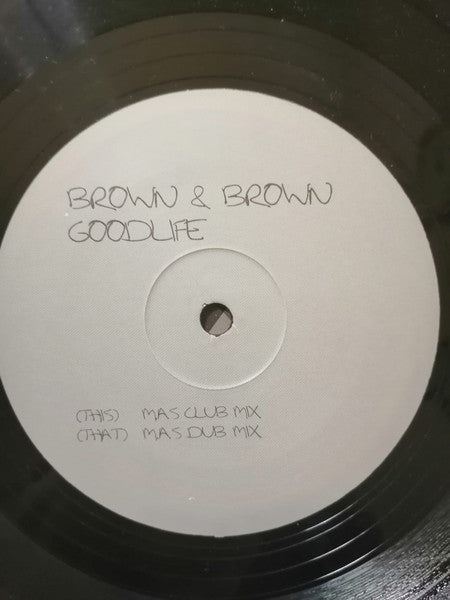 BROWN & BROWN
GOODLIFE
(THIS) MAS CLUB MIX
(THAT) MAS DUB MIX